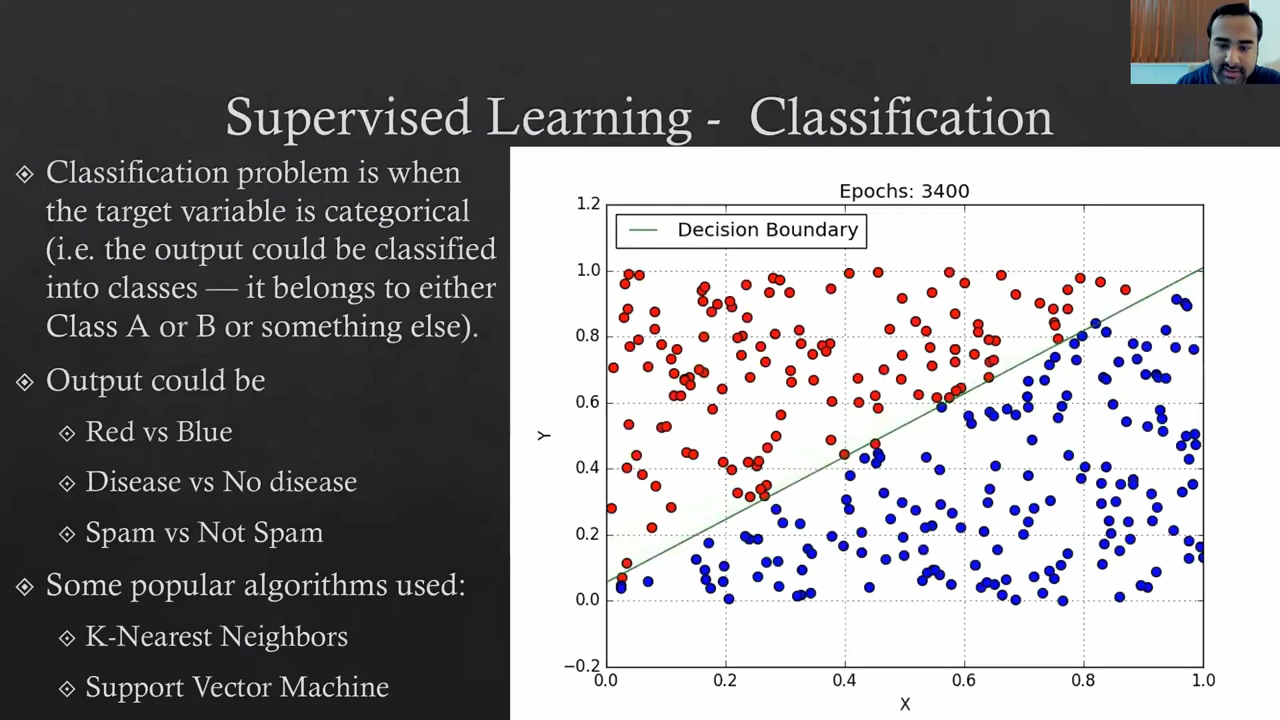 Supervised Learning - Classification
Classification problem is when
the target variable is categorical
(i.e. the output could be classified
into classes — it belongs to either
Class A or B or something else).
Output could be
Red vs Blue
Disease vs No disease
Spam vs Not Spam
Some popular algorithms used:
K-Nearest Neighbors
Support Vector Machine
Epochs: 3400
Decision Boundary
1.2
1.0
0.8
0.6
0.4
0.2
0.0
−0.2
Y
0.0 0.2 0.4 0.6 0.8 1.0
X